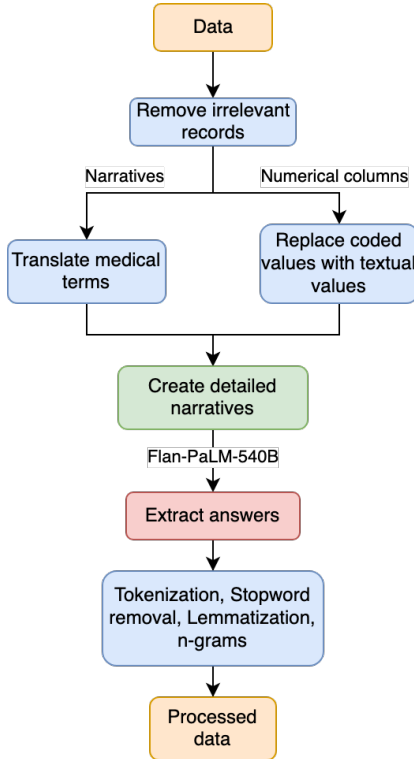 Data
Remove irrelevant
records
Narratives
Numerical columns
Translate medical
terms
Replace coded
values with textual
values
Create detailed
narratives
Flan-PaLM-540B
Extract answers
Tokenization, Stopword
removal, Lemmatization,
n-grams
Processed
data